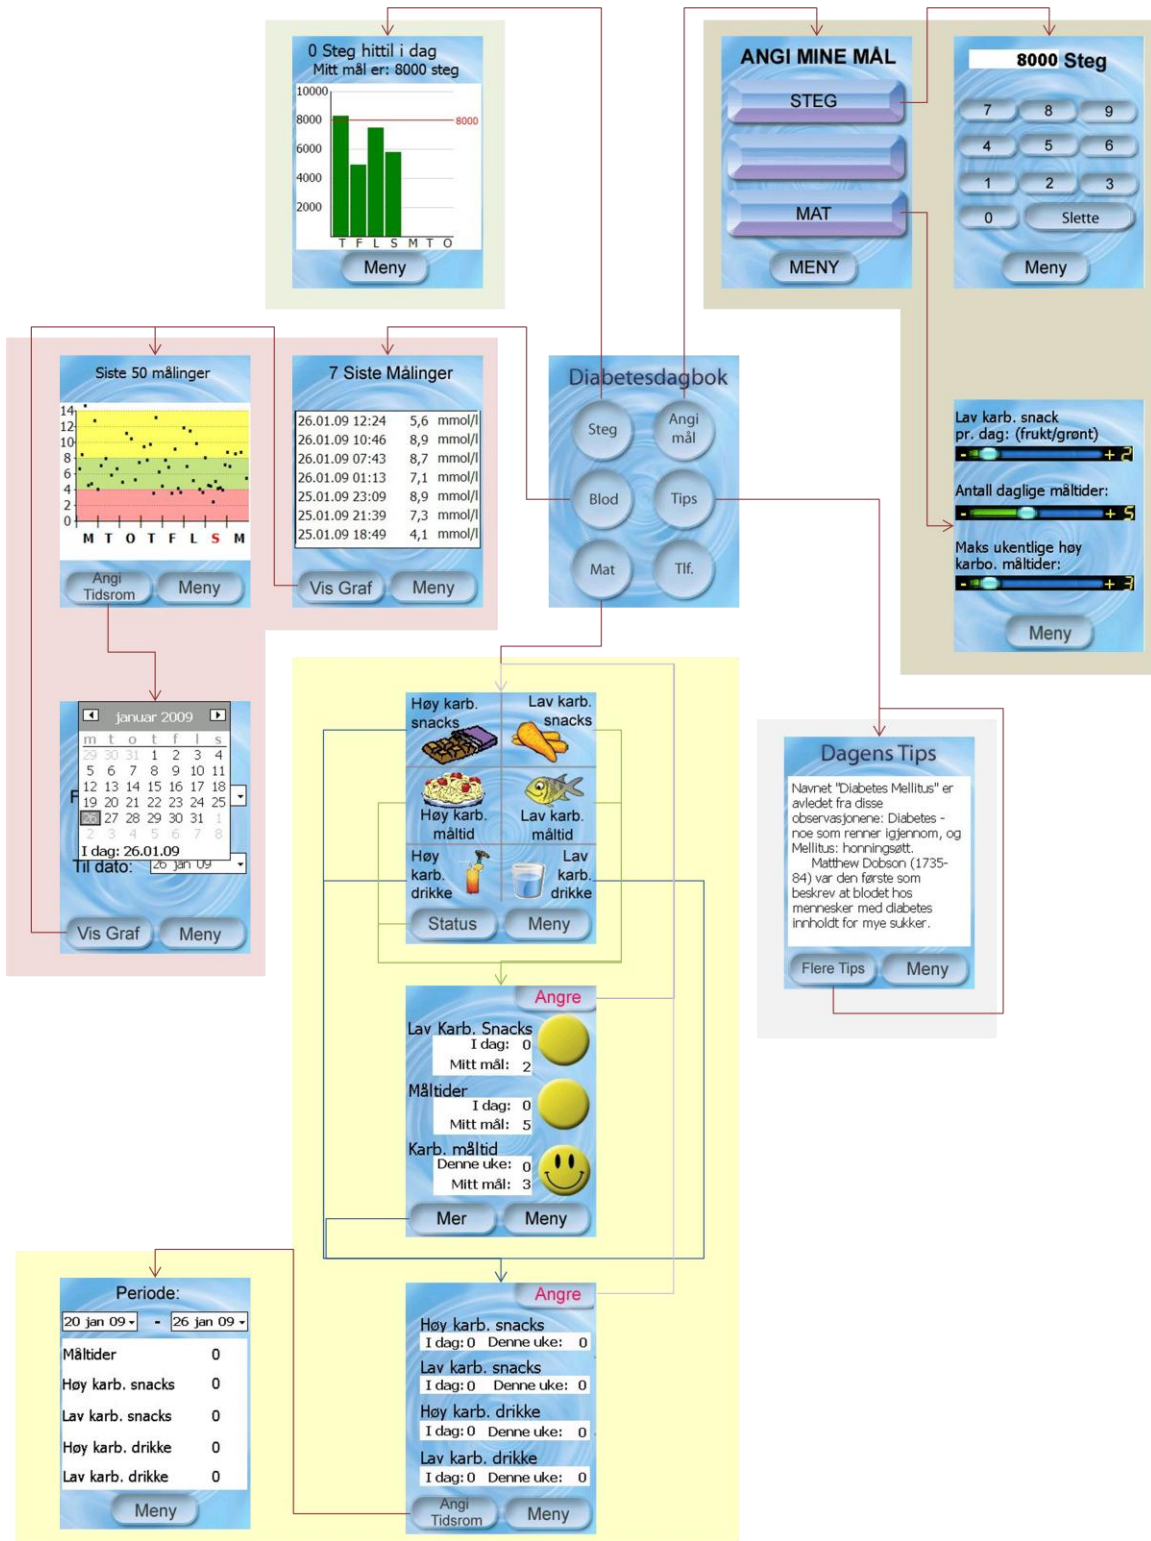 0 Steg hittil i dag
Mitt mål er: 8000 steg
10000
8000
8000
6000
4000
2000
T F L S M T O
Meny
ANGI MINE MÅL
STEG
MAT
MENY
8000 Steg
7 8 9
4 5 6
1 2 3
0 Slette
Meny
Siste 50 målinger
14
12
10
8
6
4
2
0
M T O T F L S M
Angi
Tidsrom
Meny
7 Siste Målinger
26.01.09 12:24 5,6 mmol/l
26.01.09 10:46 8,9 mmol/l
26.01.09 07:43 8,7 mmol/l
26.01.09 01:13 7,1 mmol/l
25.01.09 23:09 8,9 mmol/l
25.01.09 21:39 7,3 mmol/l
25.01.09 18:49 4,1 mmol/l
Vis Graf Meny
Diabetesdagbok
Steg
Angi
mål
Blod
Tips
Mat
Tlf.
Lav karb. snack
pr. dag: (frukt/grønt)
- + 2
Antall daglige måltider:
- + 5
Maks ukentlige høy
karbo. måltider:
- + 3
Meny
januar 2009
m t o t f l s
29 30 31 1 2 3 4
5 6 7 8 9 10 11
12 13 14 15 16 17 18
19 20 21 22 23 24 25
26 27 28 29 30 31 1
2 3 4 5 6 7 8
I dag: 26.01.09
F
Til dato: 26 jan 09
Vis Graf Meny
Høy karb.
snacks
Lav karb.
snacks
Høy karb.
måltid
Lav karb.
måltid
Høy
karb.
drikke
Lav
karb.
drikke
Status Meny
Dagens Tips
Navnet "Diabetes Mellitus" er
avledet fra disse
observasjonene: Diabetes -
noe som renner igjennom, og
Mellitus: honningsøtt.
Matthew Dobson (1735-
84) var den første som
beskrev at blodet hos
mennesker med diabetes
innholdt for mye sukker.
Flere Tips Meny
Angre
Lav Karb. Snacks
I dag: 0
Mitt mål: 2
Måltider
I dag: 0
Mitt mål: 5
Karb. måltid
Denne uke: 0
Mitt mål: 3
Mer Meny
Periode:
20 jan 09 - 26 jan 09
Måltider 0
Høy karb. snacks 0
Lav karb. snacks 0
Høy karb. drikke 0
Lav karb. drikke 0
Meny
Angre
Høy karb. snacks
I dag: 0 Denne uke: 0
Lav karb. snacks
I dag: 0 Denne uke: 0
Høy karb. drikke
I dag: 0 Denne uke: 0
Lav karb. drikke
I dag: 0 Denne uke: 0
Angi
Tidsrom
Meny